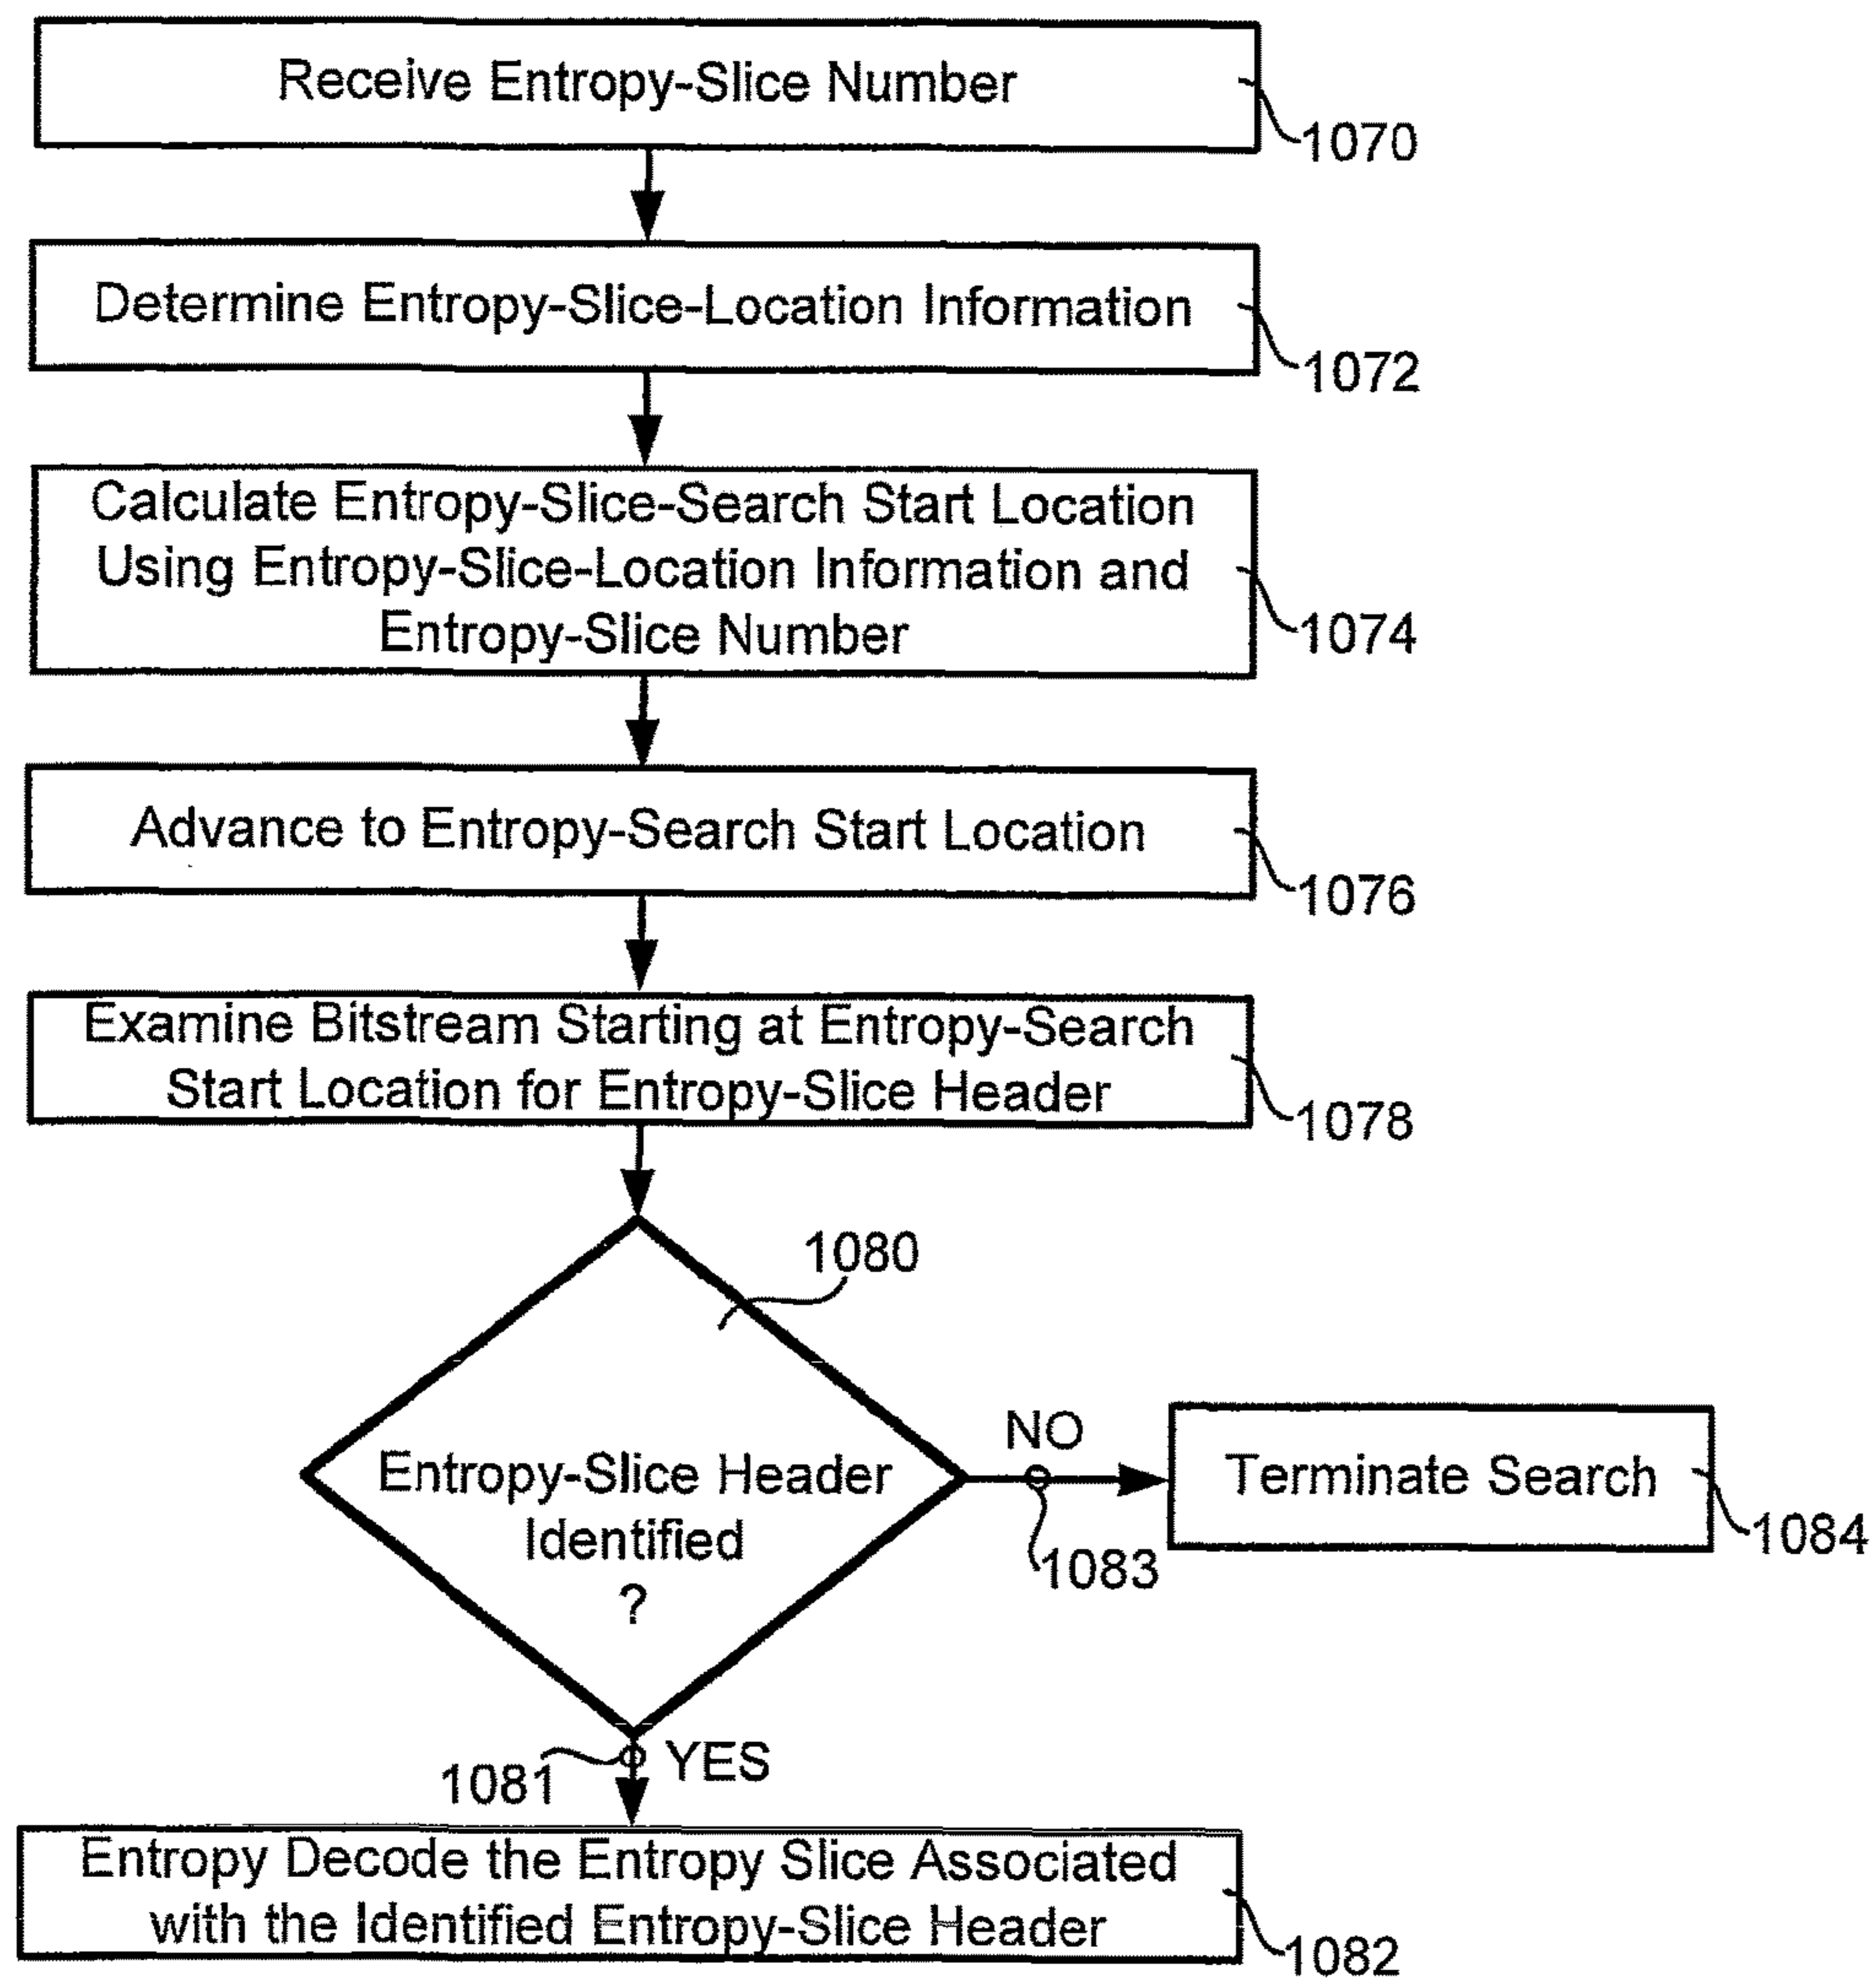 Receive Entropy-Slice Number
1070
Determine Entropy-Slice-Location Information
1072
Calculate Entropy-Slice-Search Start Location
Using Entropy-Slice-Location Information and
Entropy-Slice Number
1074
Advance to Entropy-Search Start Location
1076
Examine Bitstream Starting at Entropy-Search
Start Location for Entropy-Slice Header
1078
1080
Entropy-Slice Header
Identified
?
NO
1083
Terminate Search
1084
1081
YES
Entropy Decode the Entropy Slice Associated
with the Identified Entropy-Slice Header
1082